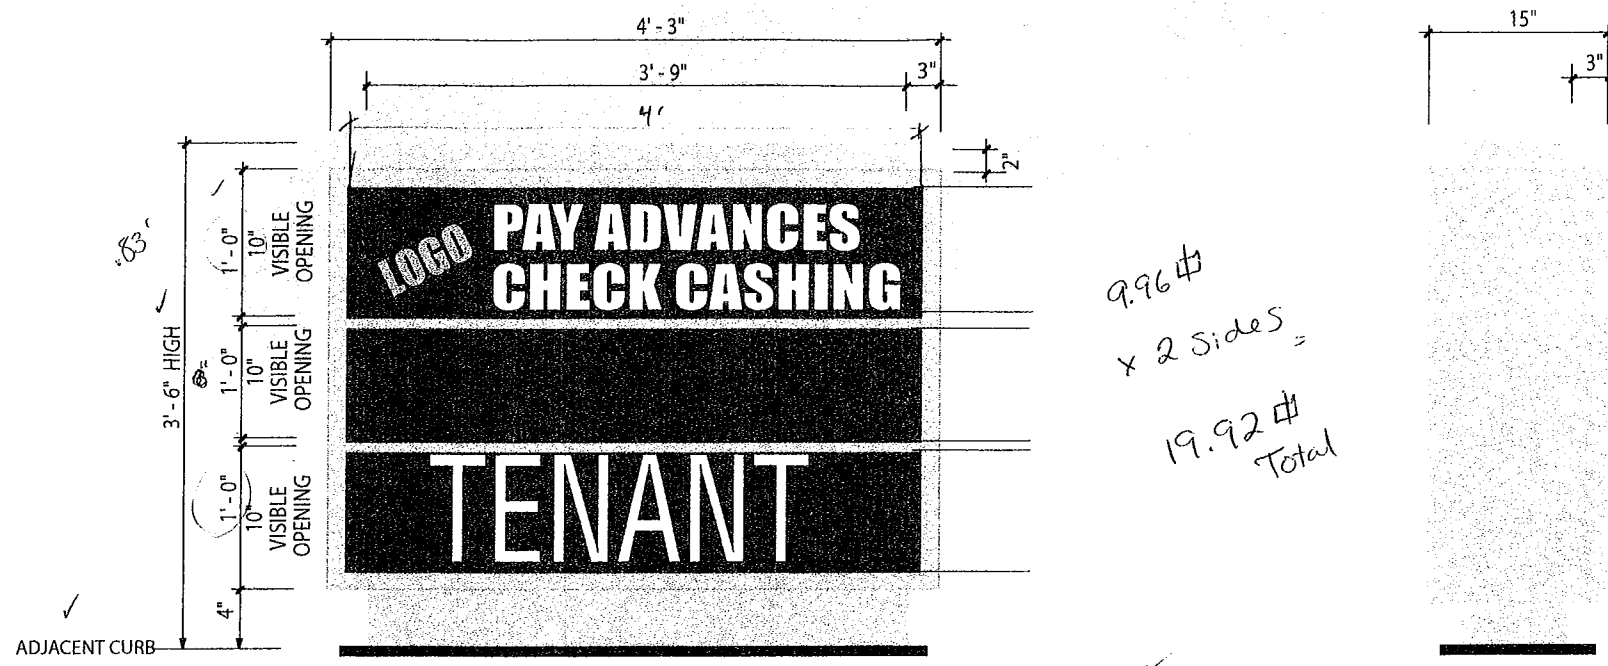 4'-3"
15"
3'-9"
3"
3"
4'
2"
1'-0"
10"
VISIBLE
OPENING
.83'
LOGO
PAY ADVANCES
CHECK CASHING
9.96
x 2 Sides =
19.92
Total
3'-6" HIGH
1'-0"
10"
VISIBLE
OPENING
1'-0"
10"
VISIBLE
OPENING
TENANT
4"
ADJACENT CURB